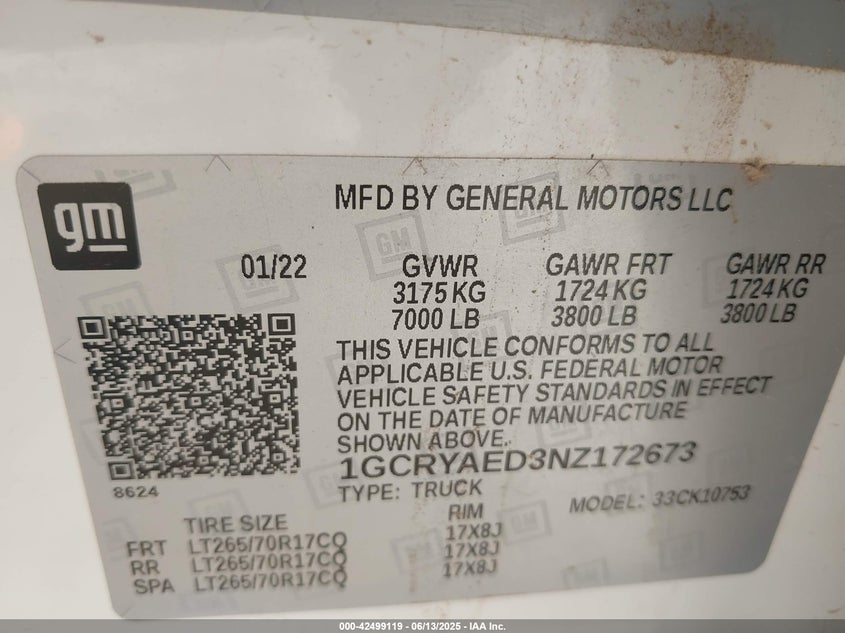 gm
MFD BY GENERAL MOTORS LLC
01/22 GVWR GAWR FRT GAWR RR
3175 KG 1724 KG 1724 KG
7000 LB 3800 LB 3800 LB
THIS VEHICLE CONFORMS TO ALL
APPLICABLE U.S. FEDERAL MOTOR
VEHICLE SAFETY STANDARDS IN EFFECT
ON THE DATE OF MANUFACTURE
SHOWN ABOVE.
1GCRYAED3NZ172673
8624 TYPE: TRUCK MODEL: 33CK10753
TIRE SIZE RIM
FRT LT265/70R17CQ 17X8J
RR LT265/70R17CQ 17X8J
SPA LT265/70R17CQ 17X8J
000-42499119 - 06/13/2025 - IAA Inc.